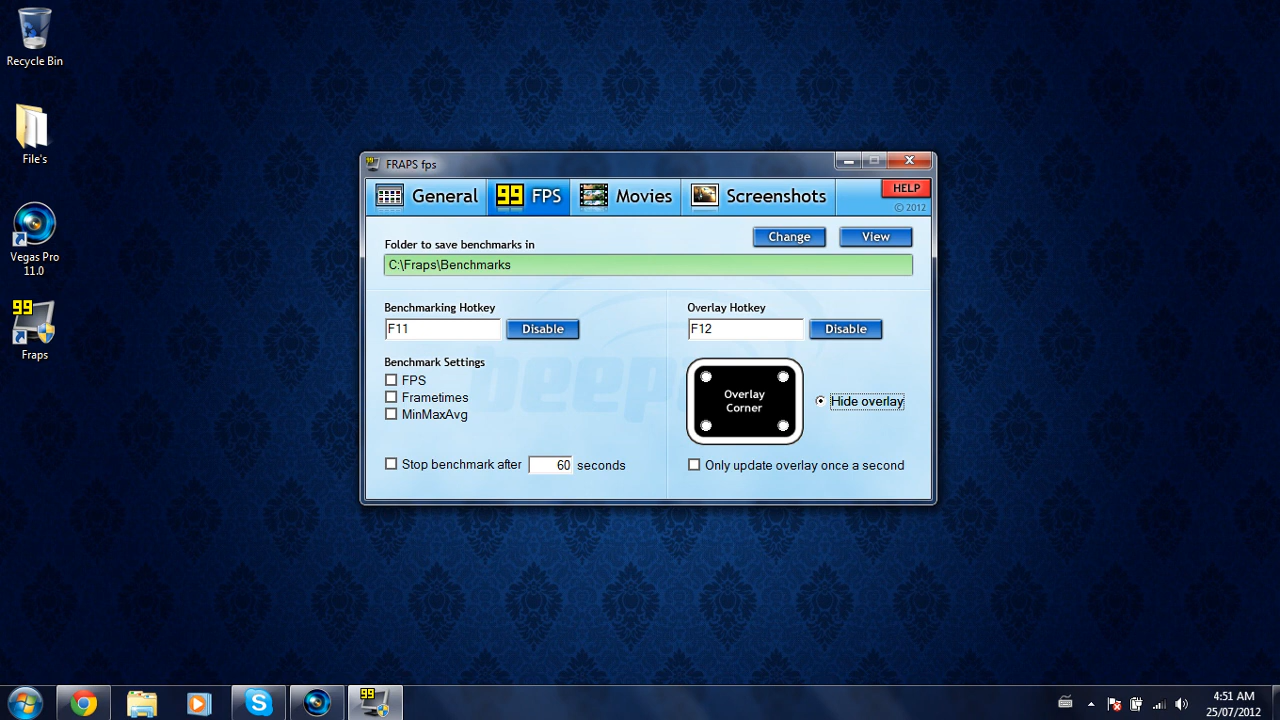 Recycle Bin
File's
Vegas Pro
11.0
99
Fraps
99 FRAPS fps
General
99 FPS
Movies
Screenshots
HELP
© 2012
Folder to save benchmarks in
Change
View
C:\Fraps\Benchmarks
Benchmarking Hotkey
F11
Disable
Benchmark Settings
FPS
Frametimes
MinMaxAvg
Stop benchmark after 60 seconds
Overlay Hotkey
F12
Disable
Overlay
Corner
Hide overlay
Only update overlay once a second
beep
99
4:51 AM
25/07/2012